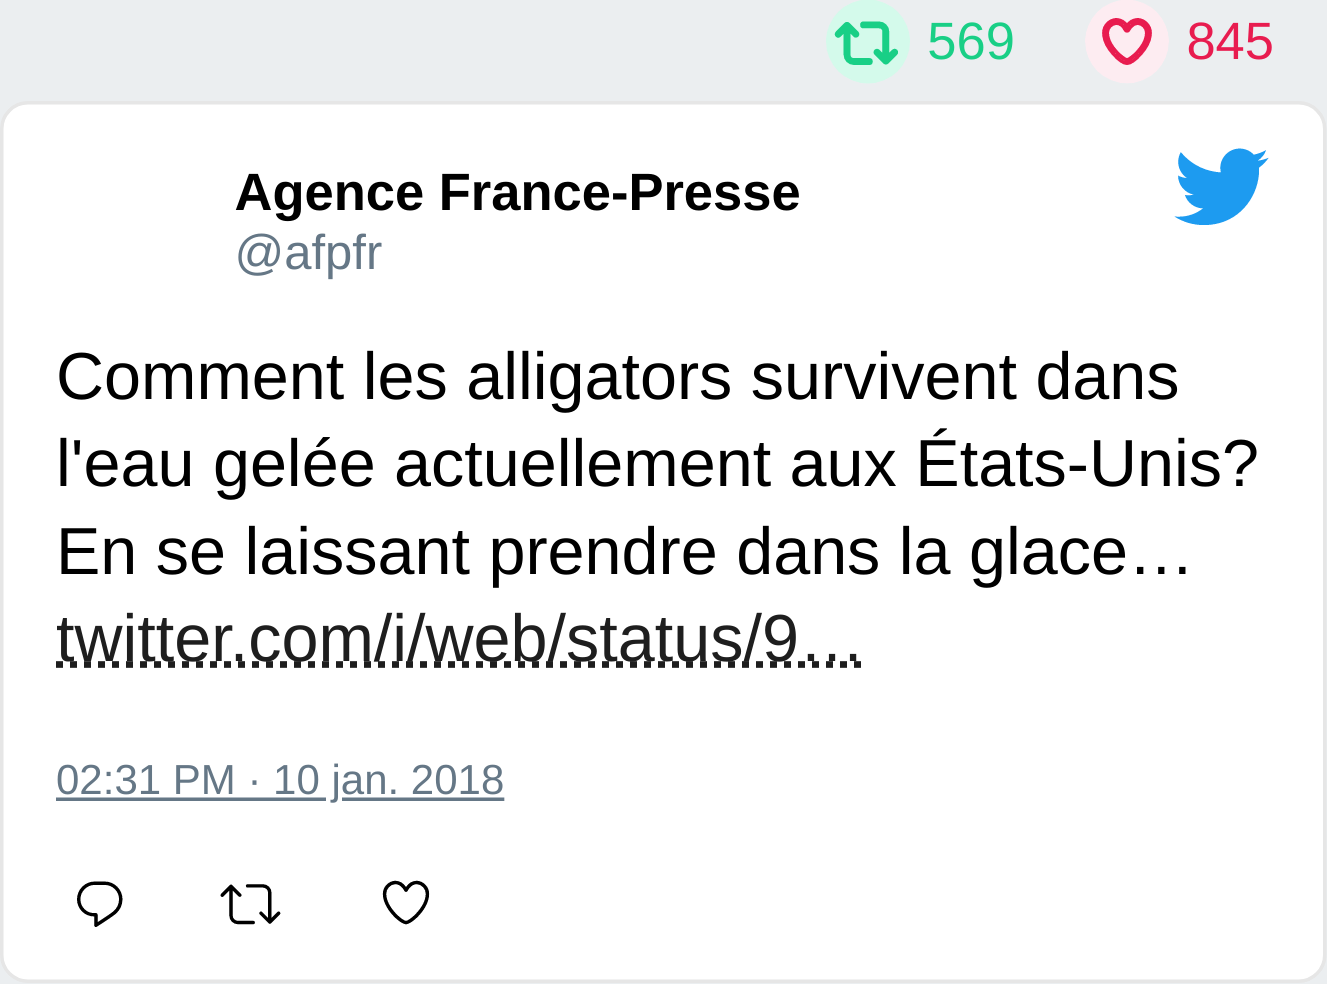 569 845
Agence France-Presse
@afpfr
Comment les alligators survivent dans
l'eau gelée actuellement aux États-Unis?
En se laissant prendre dans la glace…
twitter.com/i/web/status/9…
02:31 PM · 10 jan. 2018